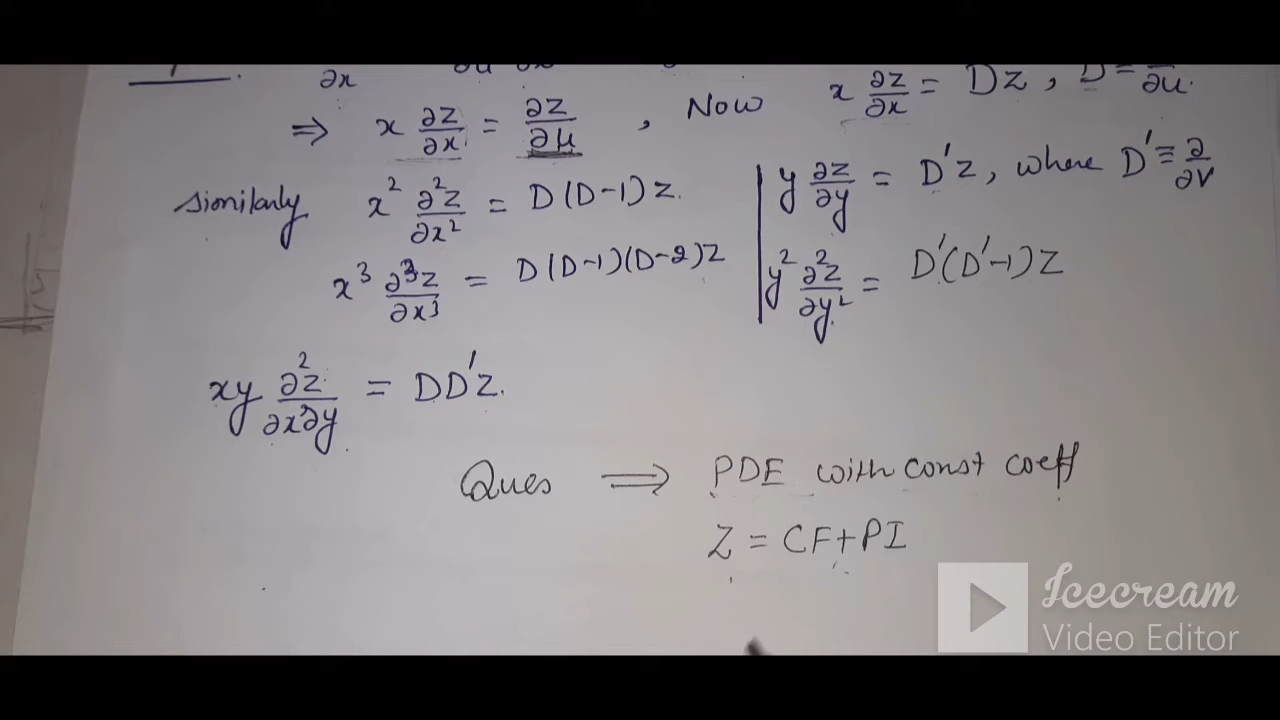 ∂x
⇒ x ∂z/∂x = ∂z/∂u , Now x ∂z/∂x = Dz, D = /∂u.
Similarly x² ∂²z/∂x² = D(D-1)z.
x³ ∂³z/∂x³ = D(D-1)(D-2)z
y ∂z/∂y = D'z, where D' ≡ ∂/∂v
y² ∂²z/∂y² = D'(D'-1)z
xy ∂²z/∂x∂y = DD'z.
Ques ⟹ PDE with const coeff
Z = CF+PI
Icecream
Video Editor